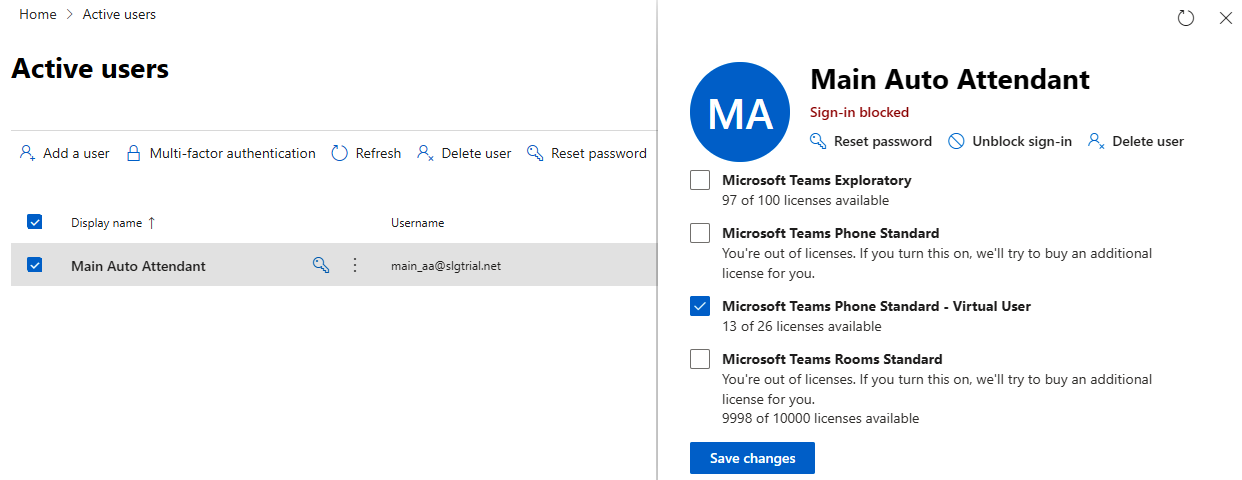 Home > Active users
Active users
Add a user Multi-factor authentication Refresh Delete user Reset password
Display name ↑ Username
Main Auto Attendant main_aa@slgtrial.net
MA
Main Auto Attendant
Sign-in blocked
Reset password Unblock sign-in Delete user
Microsoft Teams Exploratory
97 of 100 licenses available
Microsoft Teams Phone Standard
You're out of licenses. If you turn this on, we'll try to buy an additional
license for you.
Microsoft Teams Phone Standard - Virtual User
13 of 26 licenses available
Microsoft Teams Rooms Standard
You're out of licenses. If you turn this on, we'll try to buy an additional
license for you.
9998 of 10000 licenses available
Save changes